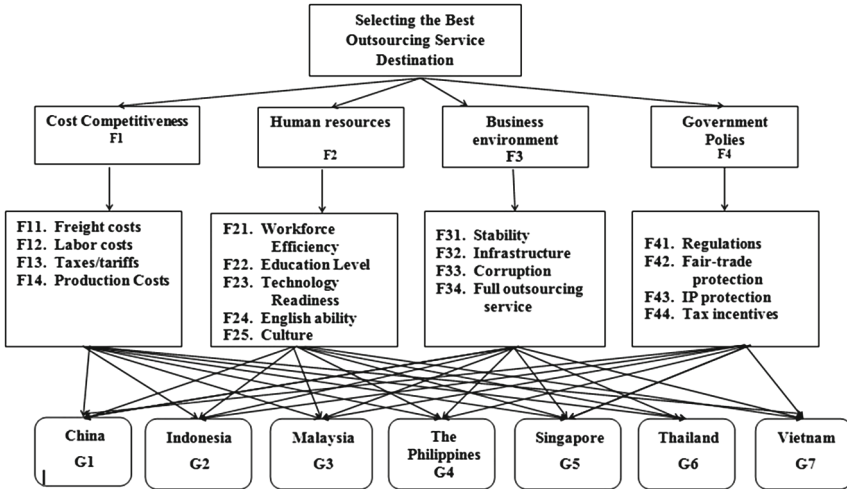 Selecting the Best
Outsourcing Service
Destination
Cost Competitiveness
F1
Human resources
F2
Business
environment
F3
Government
Polies
F4
F11. Freight costs
F12. Labor costs
F13. Taxes/tariffs
F14. Production Costs
F21. Workforce
Efficiency
F22. Education Level
F23. Technology
Readiness
F24. English ability
F25. Culture
F31. Stability
F32. Infrastructure
F33. Corruption
F34. Full outsourcing
service
F41. Regulations
F42. Fair-trade
protection
F43. IP protection
F44. Tax incentives
China
G1
Indonesia
G2
Malaysia
G3
The
Philippines
G4
Singapore
G5
Thailand
G6
Vietnam
G7